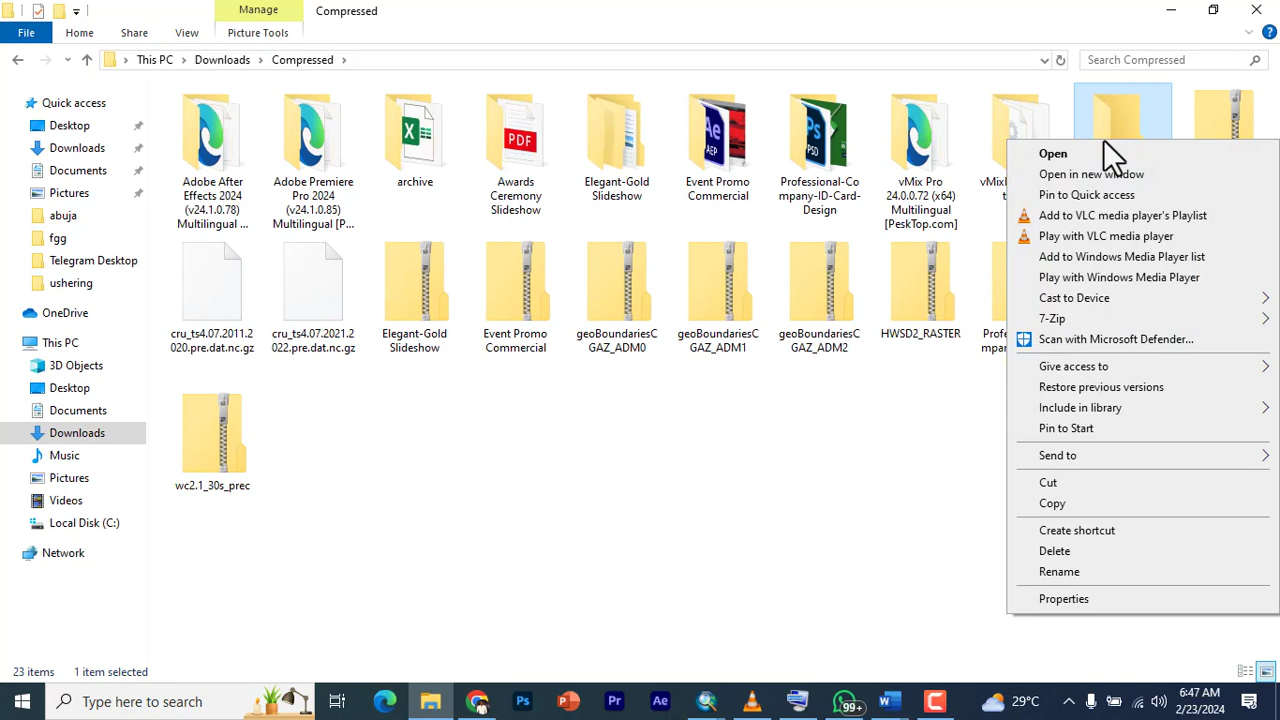 Manage
Compressed
File
Home
Share
View
Picture Tools
This PC
Downloads
Compressed
Search Compressed
Quick access
Desktop
Downloads
Documents
Pictures
abuja
fgg
Telegram Desktop
ushering
OneDrive
This PC
3D Objects
Desktop
Documents
Downloads
Music
Pictures
Videos
Local Disk (C:)
Network
Adobe After
Effects 2024
(v24.1.0.78)
Multilingual ...
Adobe Premiere
Pro 2024
(v24.1.0.85)
Multilingual [P...
X
archive
PDF
Awards
Ceremony
Slideshow
Elegant-Gold
Slideshow
Ae
AEP
Event Promo
Commercial
Ps
PSD
Professional-Co
mpany-ID-Card-
Design
vMix Pro
24.0.0.72 (x64)
Multilingual
[PeskTop.com]
cru_ts4.07.2011.2
020.pre.dat.nc.gz
cru_ts4.07.2021.2
022.pre.dat.nc.gz
Elegant-Gold
Slideshow
Event Promo
Commercial
geoBoundariesC
GAZ_ADM0
geoBoundariesC
GAZ_ADM1
geoBoundariesC
GAZ_ADM2
HWSD2_RASTER
wc2.1_30s_prec
Open
Open in new window
Pin to Quick access
Add to VLC media player's Playlist
Play with VLC media player
Add to Windows Media Player list
Play with Windows Media Player
Cast to Device
7-Zip
Scan with Microsoft Defender...
Give access to
Restore previous versions
Include in library
Pin to Start
Send to
Cut
Copy
Create shortcut
Delete
Rename
Properties
23 items
1 item selected
Type here to search
Ps
Pr
Ae
99+
29°C
6:47 AM
2/23/2024